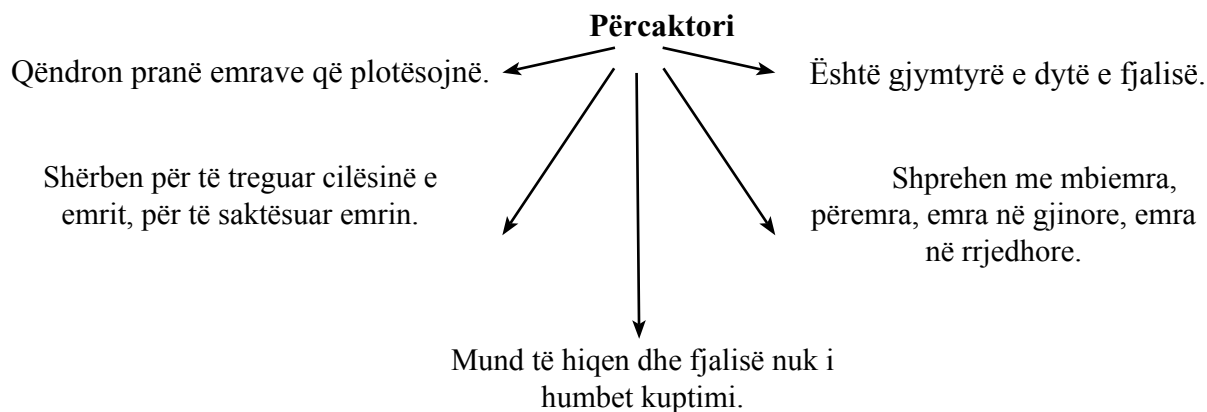 Përcaktori
Qëndron pranë emrave që plotësojnë.
Është gjymtyrë e dytë e fjalisë.
Shërben për të treguar cilësinë e
emrit, për të saktësuar emrin.
Shprehen me mbiemra,
përemra, emra në gjinore, emra
në rrjedhore.
Mund të hiqen dhe fjalisë nuk i
humbet kuptimi.